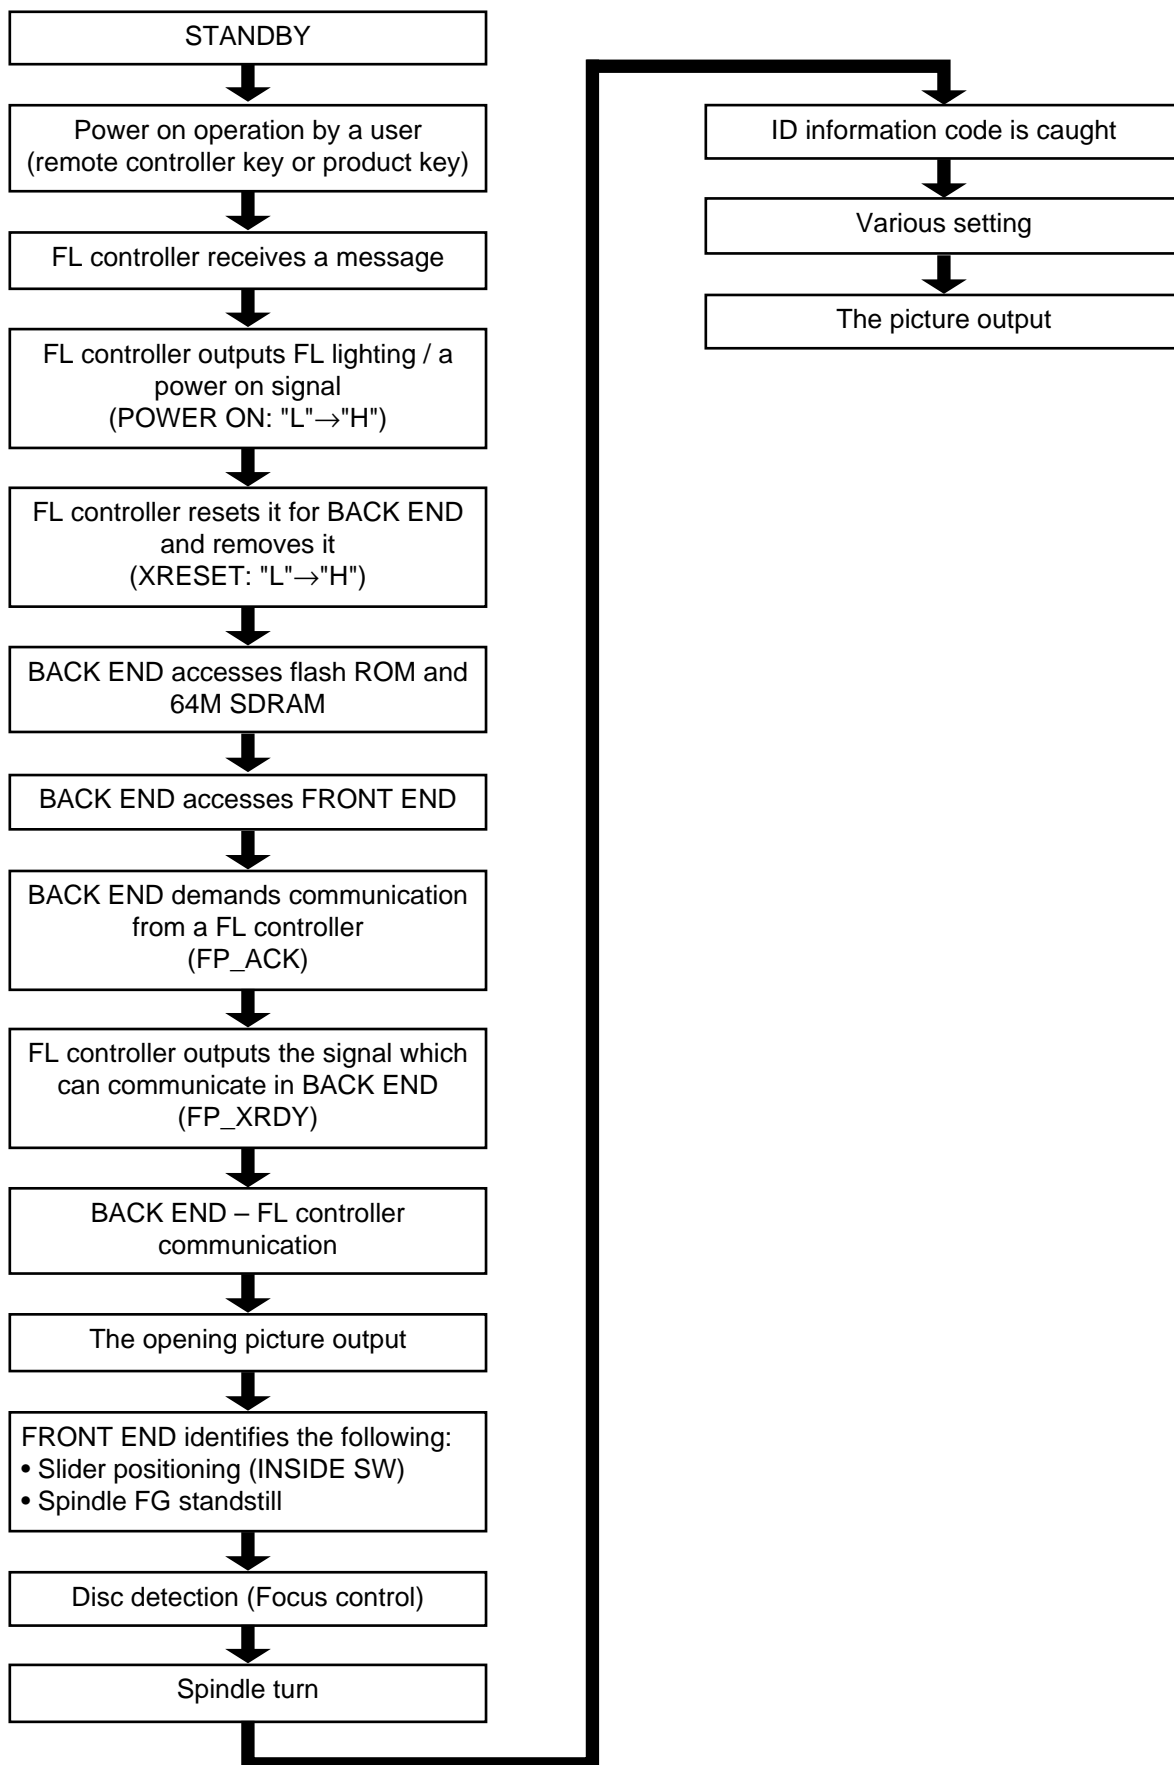 STANDBY
Power on operation by a user
(remote controller key or product key)
FL controller receives a message
FL controller outputs FL lighting / a
power on signal
(POWER ON: "L"→"H")
FL controller resets it for BACK END
and removes it
(XRESET: "L"→"H")
BACK END accesses flash ROM and
64M SDRAM
BACK END accesses FRONT END
BACK END demands communication
from a FL controller
(FP_ACK)
FL controller outputs the signal which
can communicate in BACK END
(FP_XRDY)
BACK END – FL controller
communication
The opening picture output
FRONT END identifies the following:
• Slider positioning (INSIDE SW)
• Spindle FG standstill
Disc detection (Focus control)
Spindle turn
ID information code is caught
Various setting
The picture output